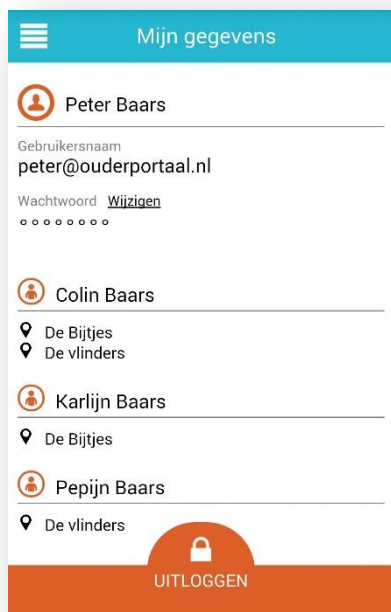 Mijn gegevens
Peter Baars
Gebruikersnaam
peter@ouderportaal.nl
Wachtwoord Wijzigen
Colin Baars
De Bijtjes
De vlinders
Karlijn Baars
De Bijtjes
Pepijn Baars
De vlinders
UITLOGGEN